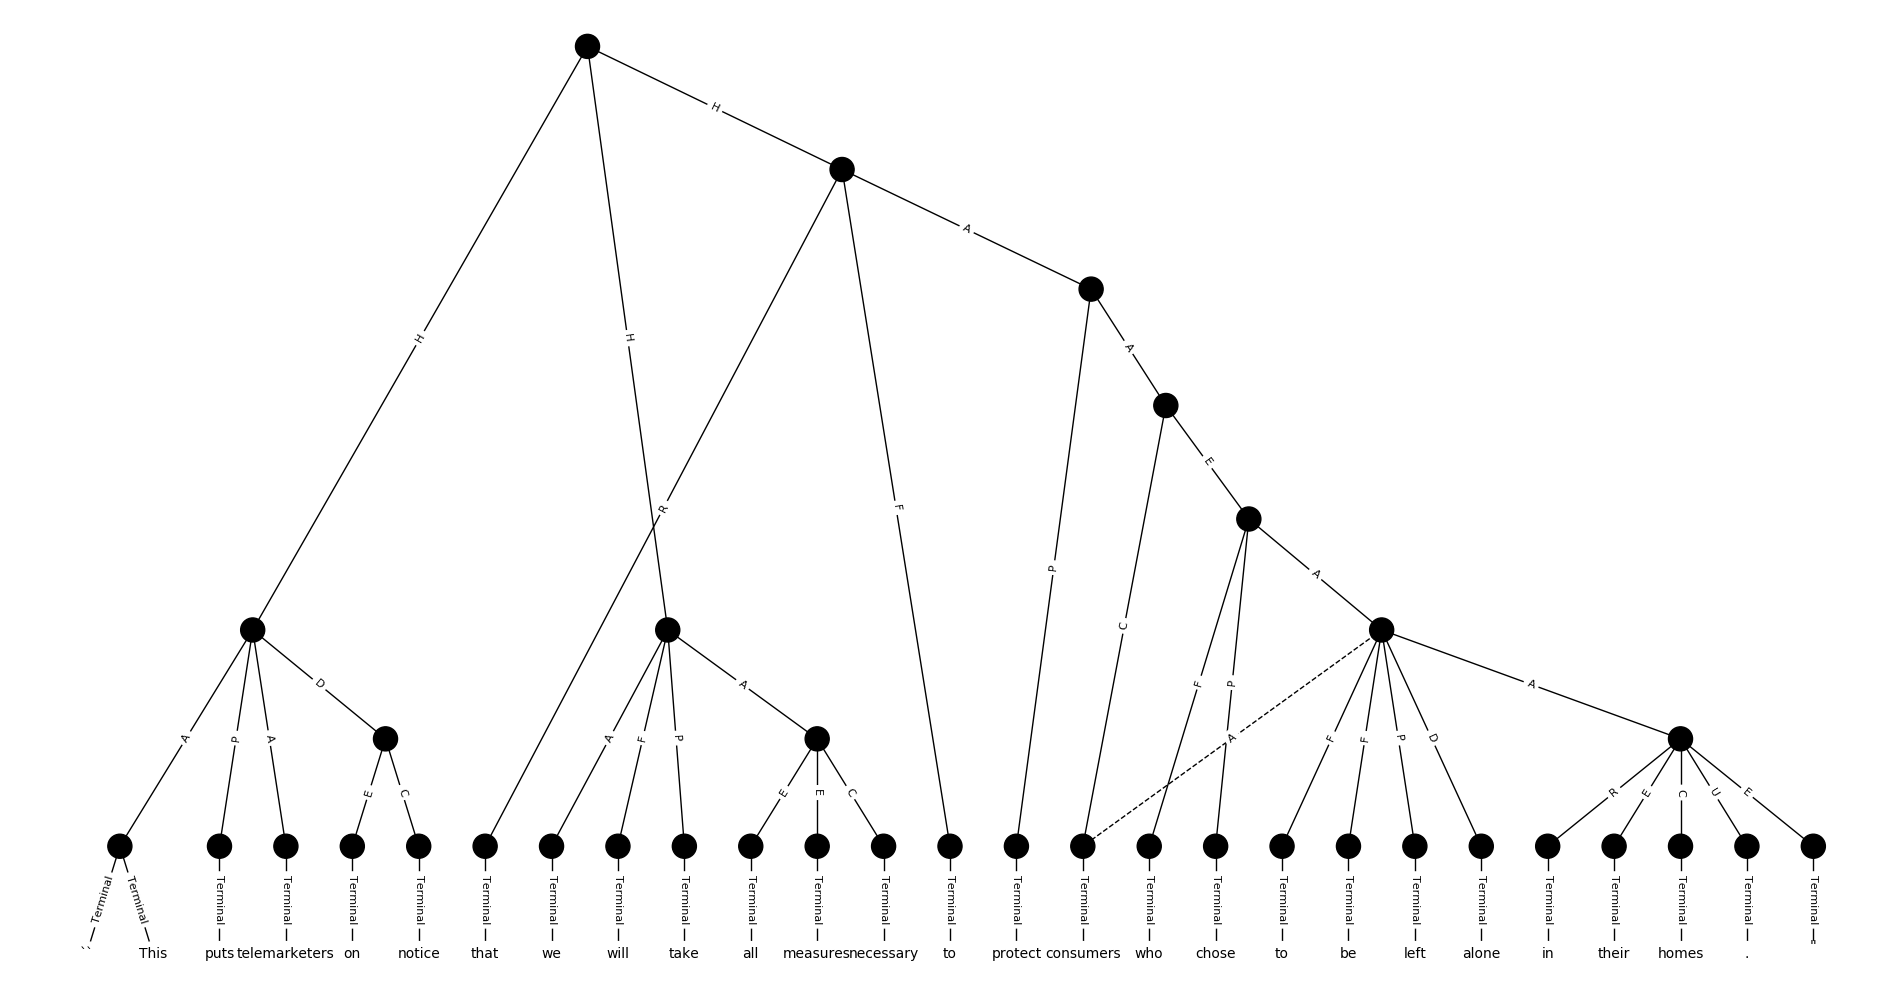 H
A
H
H
A
E
R
F
P
A
C
D
A
F
P
A
A
P
A
A
F
P
A
F
F
P
D
E
C
E
E
C
R
E
C
U
E
Terminal Terminal Terminal Terminal Terminal Terminal Terminal Terminal Terminal Terminal Terminal Terminal Terminal Terminal Terminal Terminal Terminal Terminal Terminal Terminal Terminal Terminal Terminal Terminal Terminal Terminal Terminal
`` This puts telemarketers on notice that we will take all measures necessary to protect consumers who chose to be left alone in their homes . "